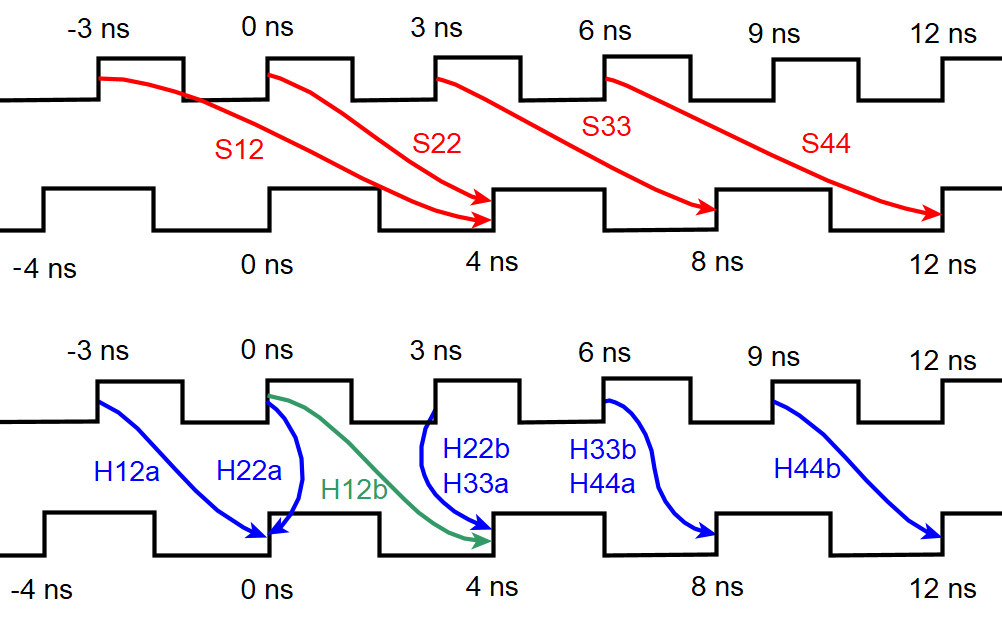 -3 ns 0 ns 3 ns 6 ns 9 ns 12 ns
S12 S22 S33 S44
-4 ns 0 ns 4 ns 8 ns 12 ns
-3 ns 0 ns 3 ns 6 ns 9 ns 12 ns
H12a H22a H12b H22b H33b H44b
H33a H44a
-4 ns 0 ns 4 ns 8 ns 12 ns